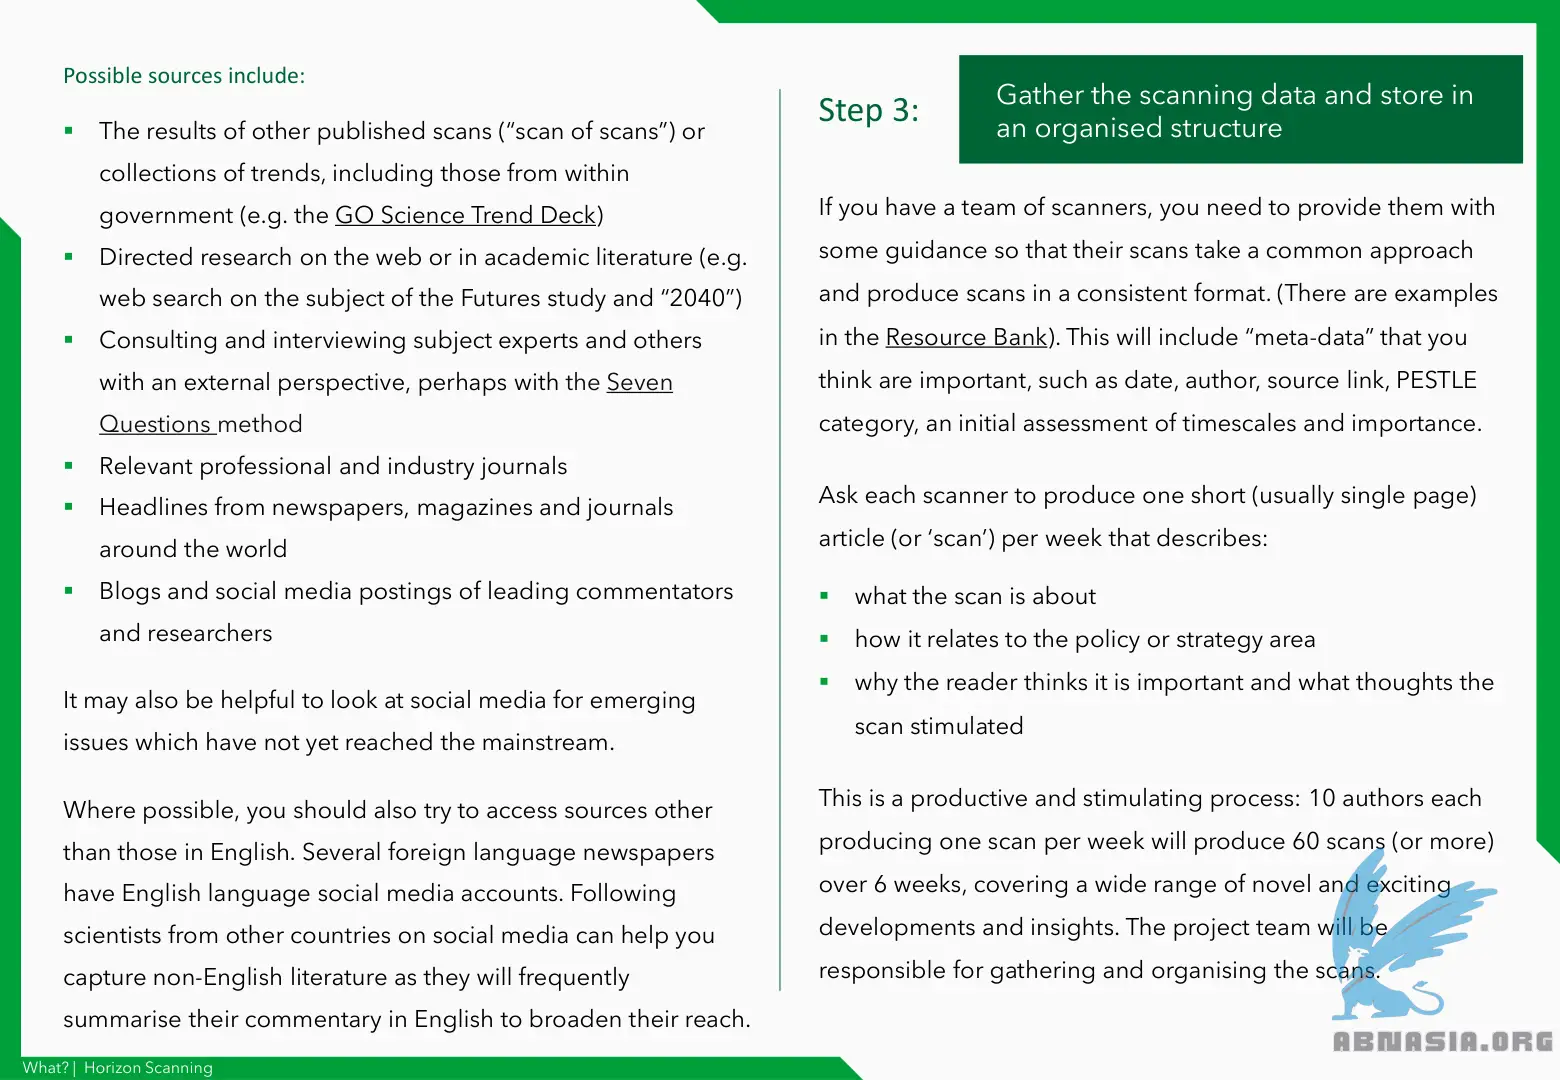 Possible sources include:
▪ The results of other published scans (“scan of scans”) or
collections of trends, including those from within
government (e.g. the GO Science Trend Deck)
▪ Directed research on the web or in academic literature (e.g.
web search on the subject of the Futures study and “2040”)
▪ Consulting and interviewing subject experts and others
with an external perspective, perhaps with the Seven
Questions method
▪ Relevant professional and industry journals
▪ Headlines from newspapers, magazines and journals
around the world
▪ Blogs and social media postings of leading commentators
and researchers
It may also be helpful to look at social media for emerging
issues which have not yet reached the mainstream.
Where possible, you should also try to access sources other
than those in English. Several foreign language newspapers
have English language social media accounts. Following
scientists from other countries on social media can help you
capture non-English literature as they will frequently
summarise their commentary in English to broaden their reach.
Step 3:
Gather the scanning data and store in
an organised structure
If you have a team of scanners, you need to provide them with
some guidance so that their scans take a common approach
and produce scans in a consistent format. (There are examples
in the Resource Bank). This will include “meta-data” that you
think are important, such as date, author, source link, PESTLE
category, an initial assessment of timescales and importance.
Ask each scanner to produce one short (usually single page)
article (or ‘scan’) per week that describes:
▪ what the scan is about
▪ how it relates to the policy or strategy area
▪ why the reader thinks it is important and what thoughts the
scan stimulated
This is a productive and stimulating process: 10 authors each
producing one scan per week will produce 60 scans (or more)
over 6 weeks, covering a wide range of novel and exciting
developments and insights. The project team will be
responsible for gathering and organising the scans.
ABNASIA.ORG
What? | Horizon Scanning